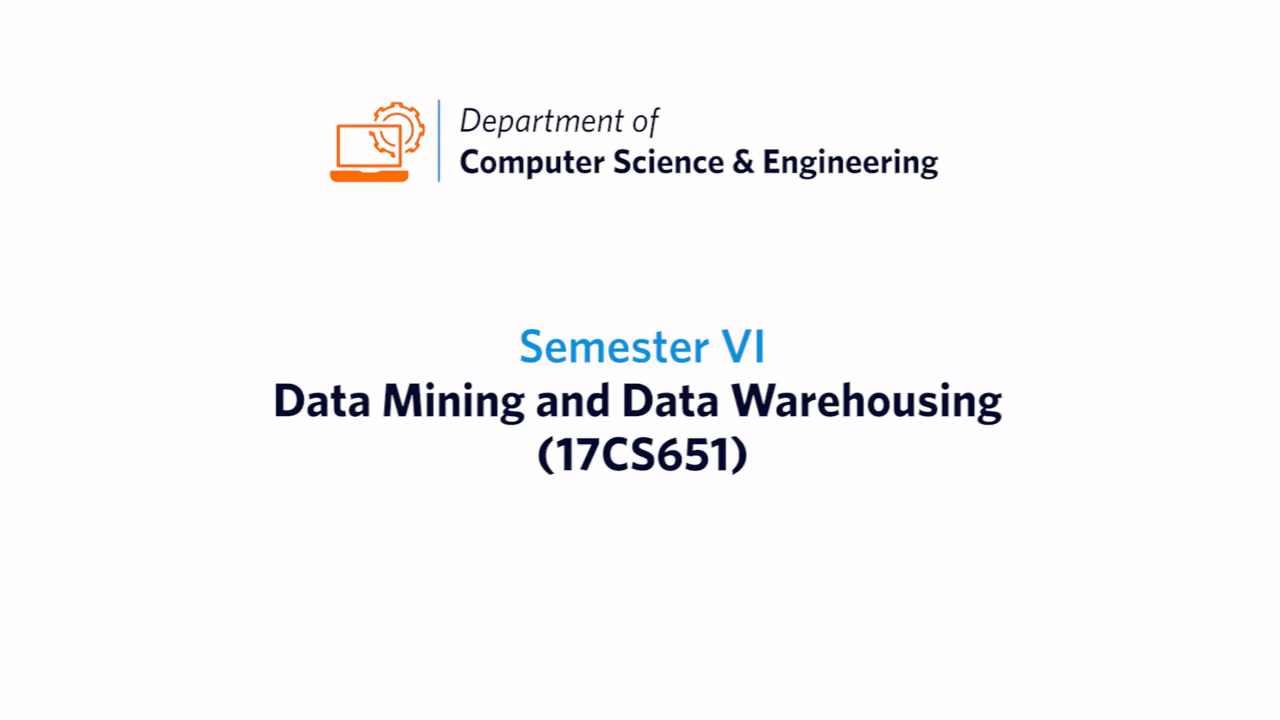 Department of
Computer Science & Engineering
Semester VI
Data Mining and Data Warehousing
(17CS651)